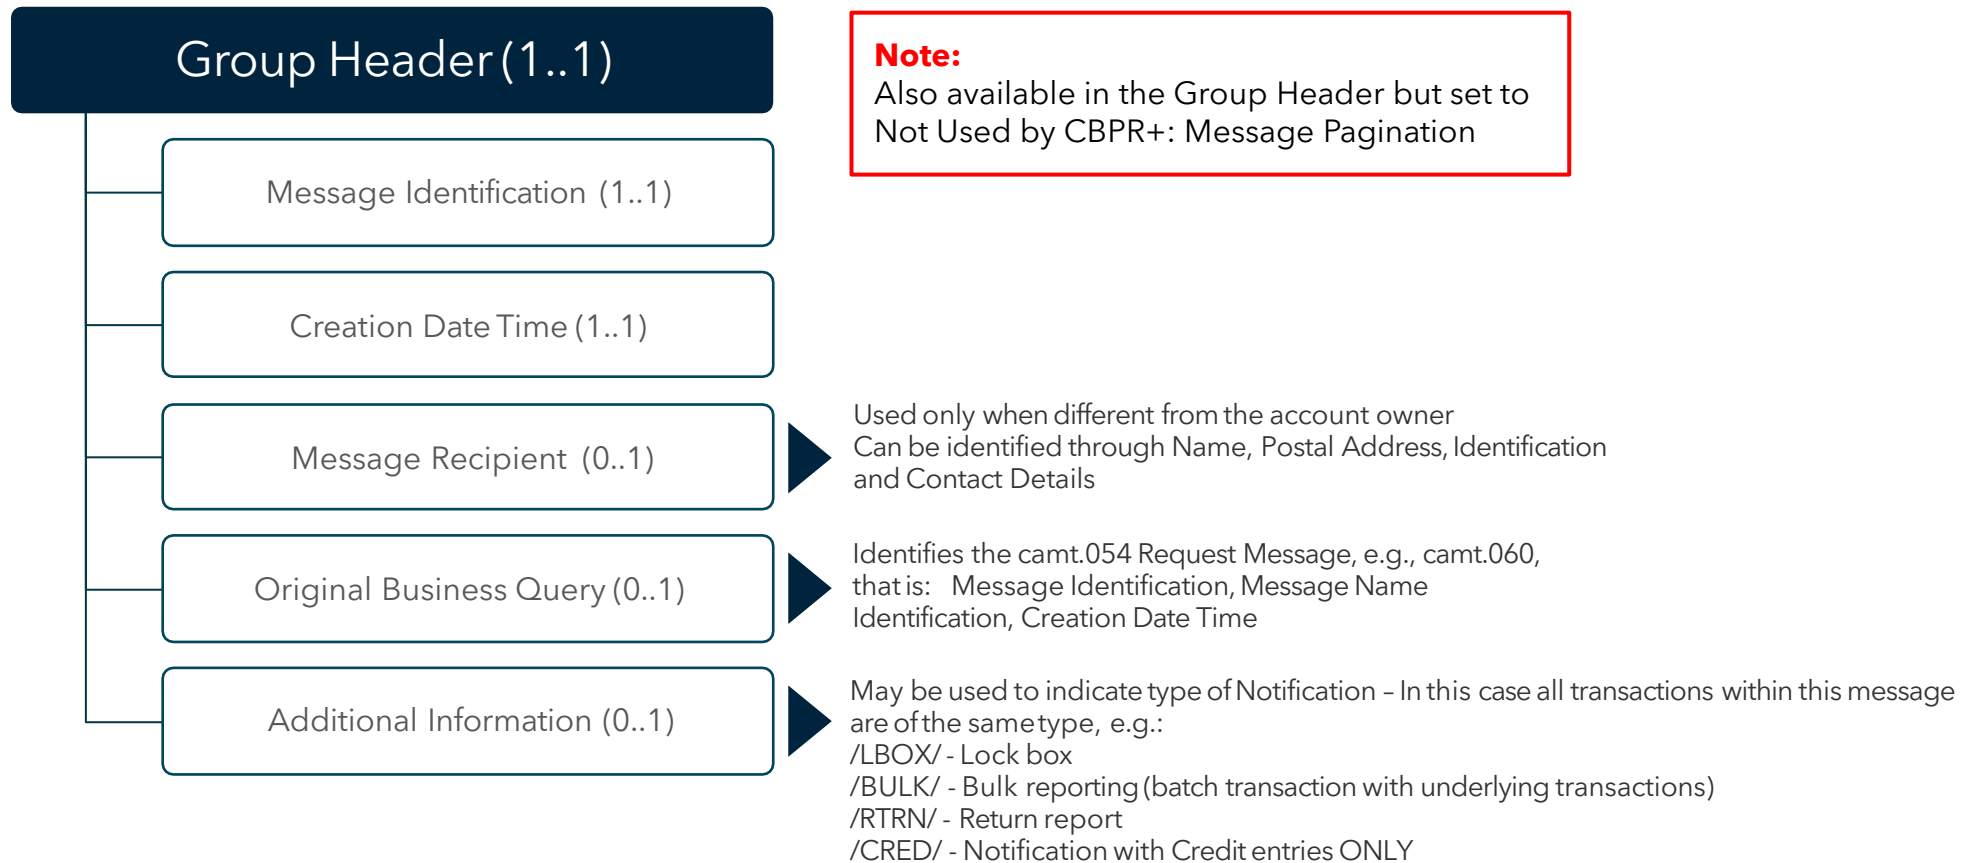 Group Header (1..1)
Note:
Also available in the Group Header but set to
Not Used by CBPR+: Message Pagination
Message Identification (1..1)
Creation Date Time (1..1)
Message Recipient (0..1)
Used only when different from the account owner
Can be identified through Name, Postal Address, Identification
and Contact Details
Original Business Query (0..1)
Identifies the camt.054 Request Message, e.g., camt.060,
that is: Message Identification, Message Name
Identification, Creation Date Time
Additional Information (0..1)
May be used to indicate type of Notification – In this case all transactions within this message
are of the same type, e.g.:
/LBOX/ - Lock box
/BULK/ - Bulk reporting (batch transaction with underlying transactions)
/RTRN/ - Return report
/CRED/ - Notification with Credit entries ONLY